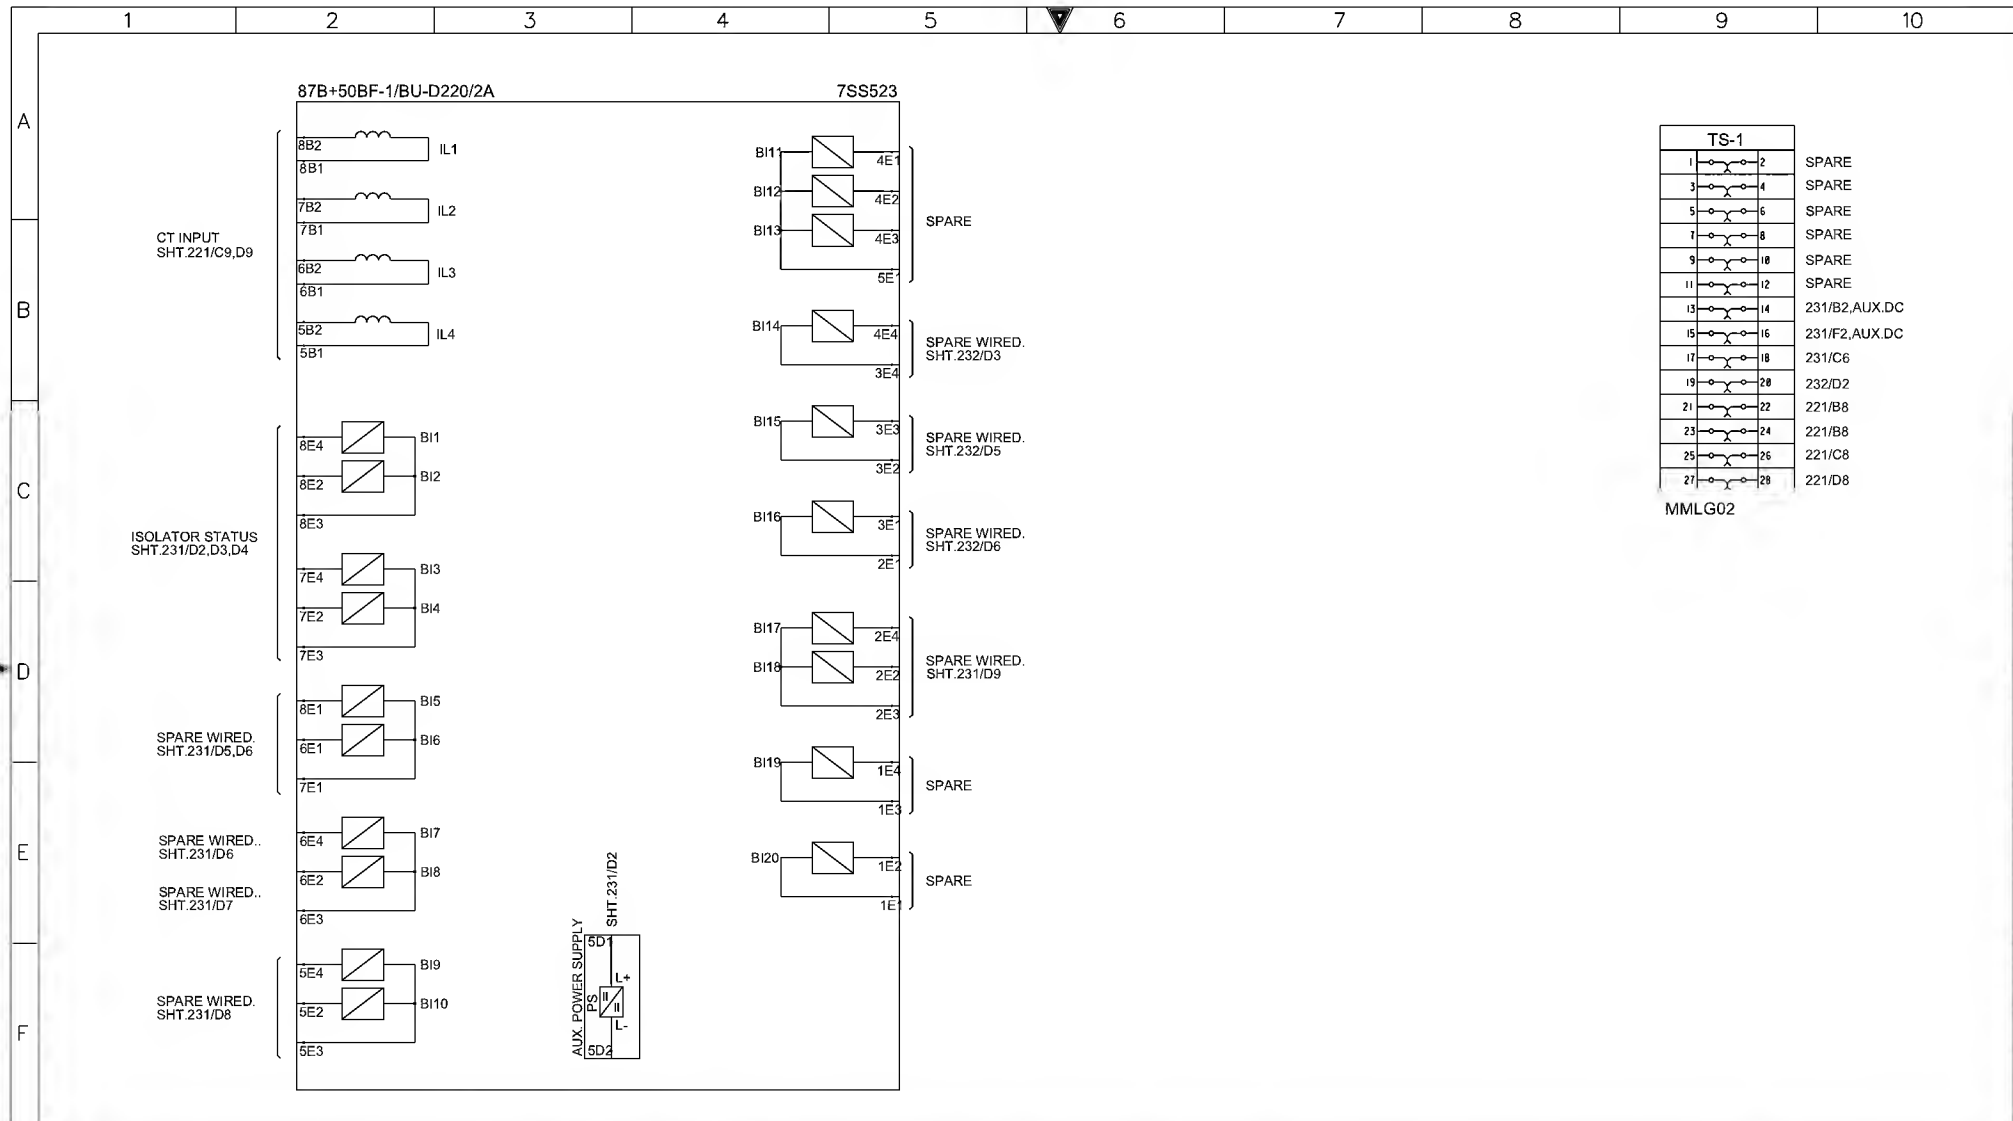 1 2 3 4 5 6 7 8 9 10
A
B
C
D
E
F
87B+50BF-1/BU-D220/2A
7SS523
CT INPUT
SHT.221/C9,D9
8B2
8B1
IL1
7B2
7B1
IL2
6B2
6B1
IL3
5B2
5B1
IL4
ISOLATOR STATUS
SHT.231/D2,D3,D4
8E4
BI1
8E2
BI2
8E3
7E4
BI3
7E2
BI4
7E3
SPARE WIRED.
SHT.231/D5,D6
8E1
BI5
6E1
BI6
7E1
SPARE WIRED..
SHT.231/D6
SPARE WIRED..
SHT.231/D7
6E4
BI7
6E2
BI8
6E3
SPARE WIRED.
SHT.231/D8
5E4
BI9
5E2
BI10
5E3
AUX. POWER SUPPLY
SHT.231/D2
5D1
L+
PS
L-
5D2
BI11
4E1
BI12
4E2
BI13
4E3
5E1
SPARE
BI14
4E4
3E4
SPARE WIRED.
SHT.232/D3
BI15
3E3
3E2
SPARE WIRED.
SHT.232/D5
BI16
3E1
2E1
SPARE WIRED.
SHT.232/D6
BI17
2E4
BI18
2E2
2E3
SPARE WIRED.
SHT.231/D9
BI19
1E4
1E3
SPARE
BI20
1E2
1E1
SPARE
TS-1
1 2 SPARE
3 4 SPARE
5 6 SPARE
7 8 SPARE
9 10 SPARE
11 12 SPARE
13 14 231/B2,AUX.DC
15 16 231/F2,AUX.DC
17 18 231/C6
19 20 232/D2
21 22 221/B8
23 24 221/B8
25 26 221/C8
27 28 221/D8
MMLG02